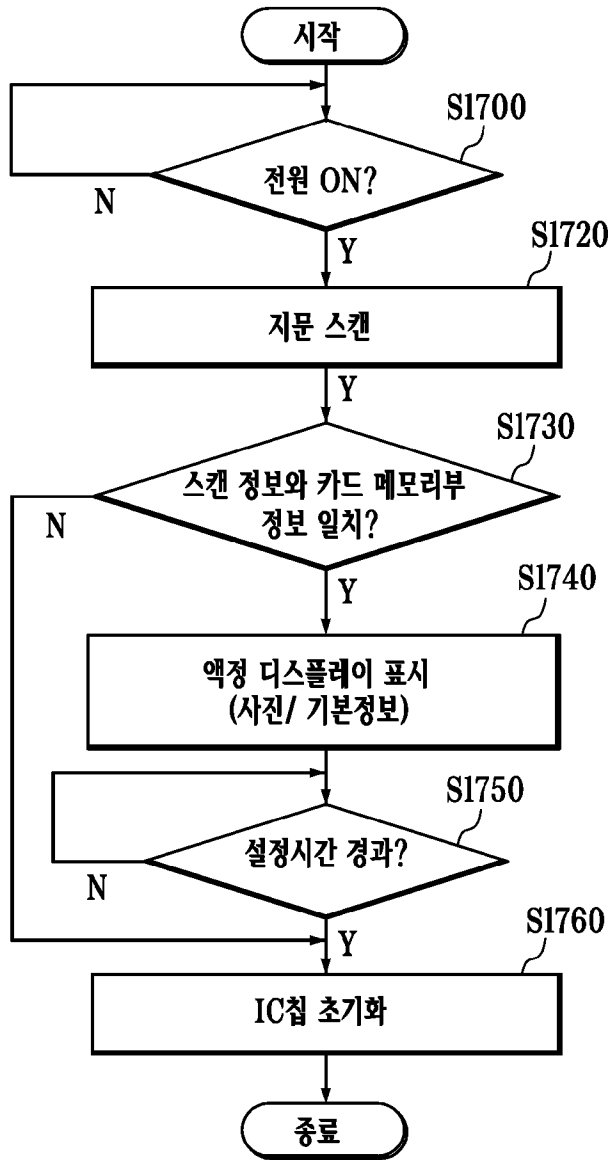 시작
S1700
전원 ON?
N
Y
S1720
지문 스캔
Y
S1730
스캔 정보와 카드 메모리부
정보 일치?
N
Y
S1740
액정 디스플레이 표시
(사진/ 기본정보)
S1750
설정시간 경과?
N
Y
S1760
IC칩 초기화
종료